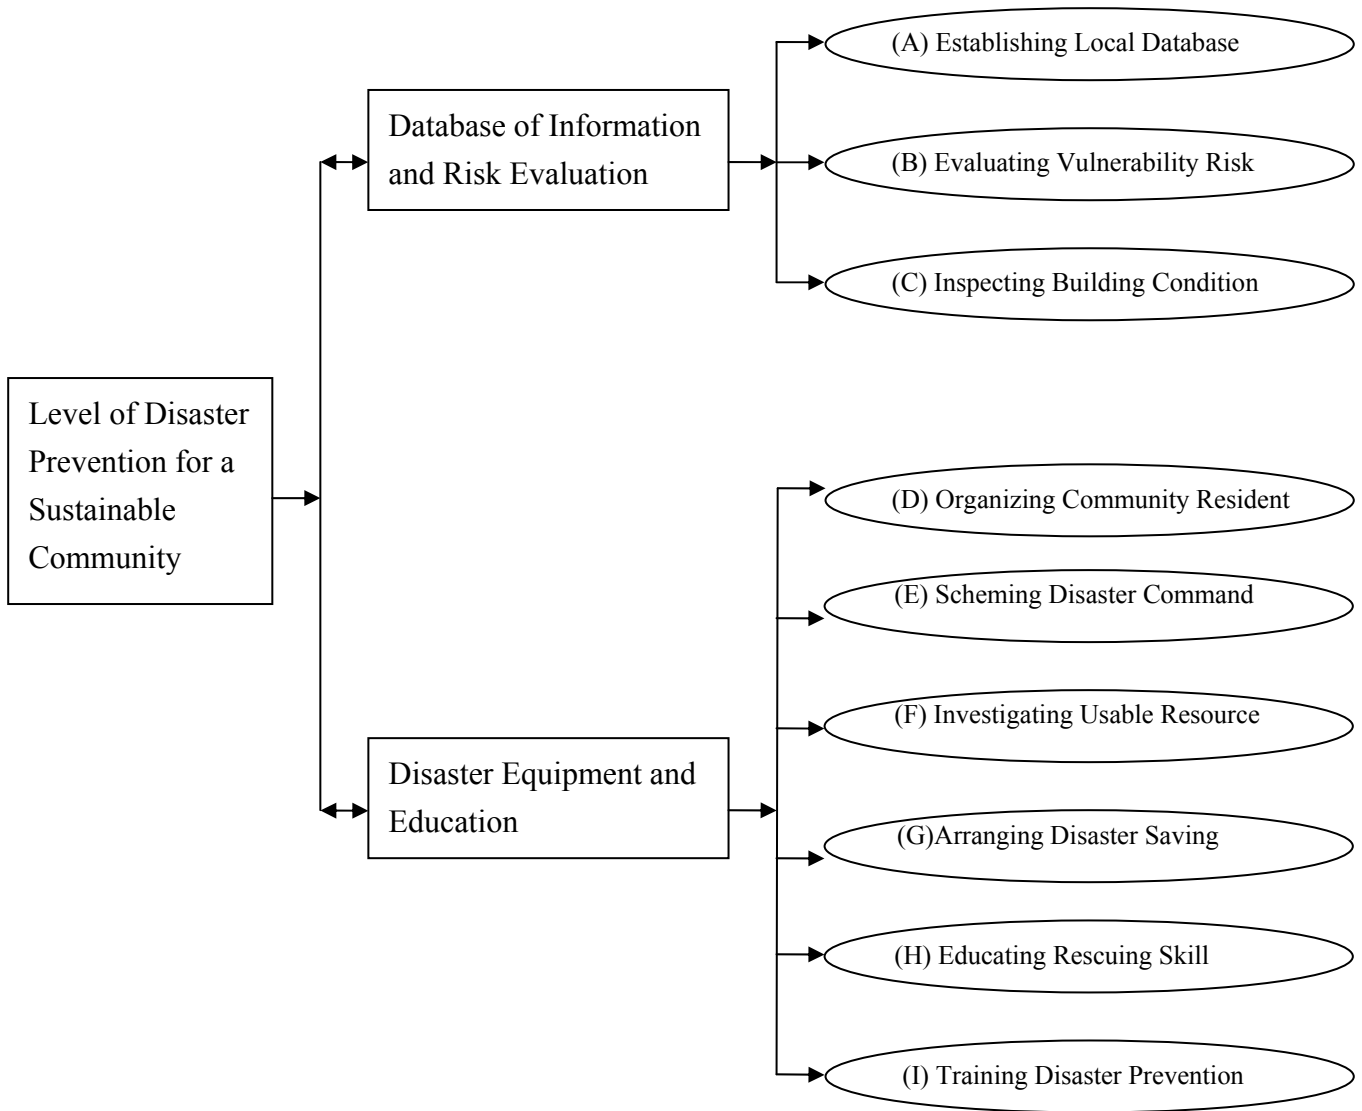 (A) Establishing Local Database
Database of Information
and Risk Evaluation
(B) Evaluating Vulnerability Risk
(C) Inspecting Building Condition
Level of Disaster
Prevention for a
Sustainable
Community
(D) Organizing Community Resident
(E) Scheming Disaster Command
(F) Investigating Usable Resource
Disaster Equipment and
Education
(G)Arranging Disaster Saving
(H) Educating Rescuing Skill
(I) Training Disaster Prevention